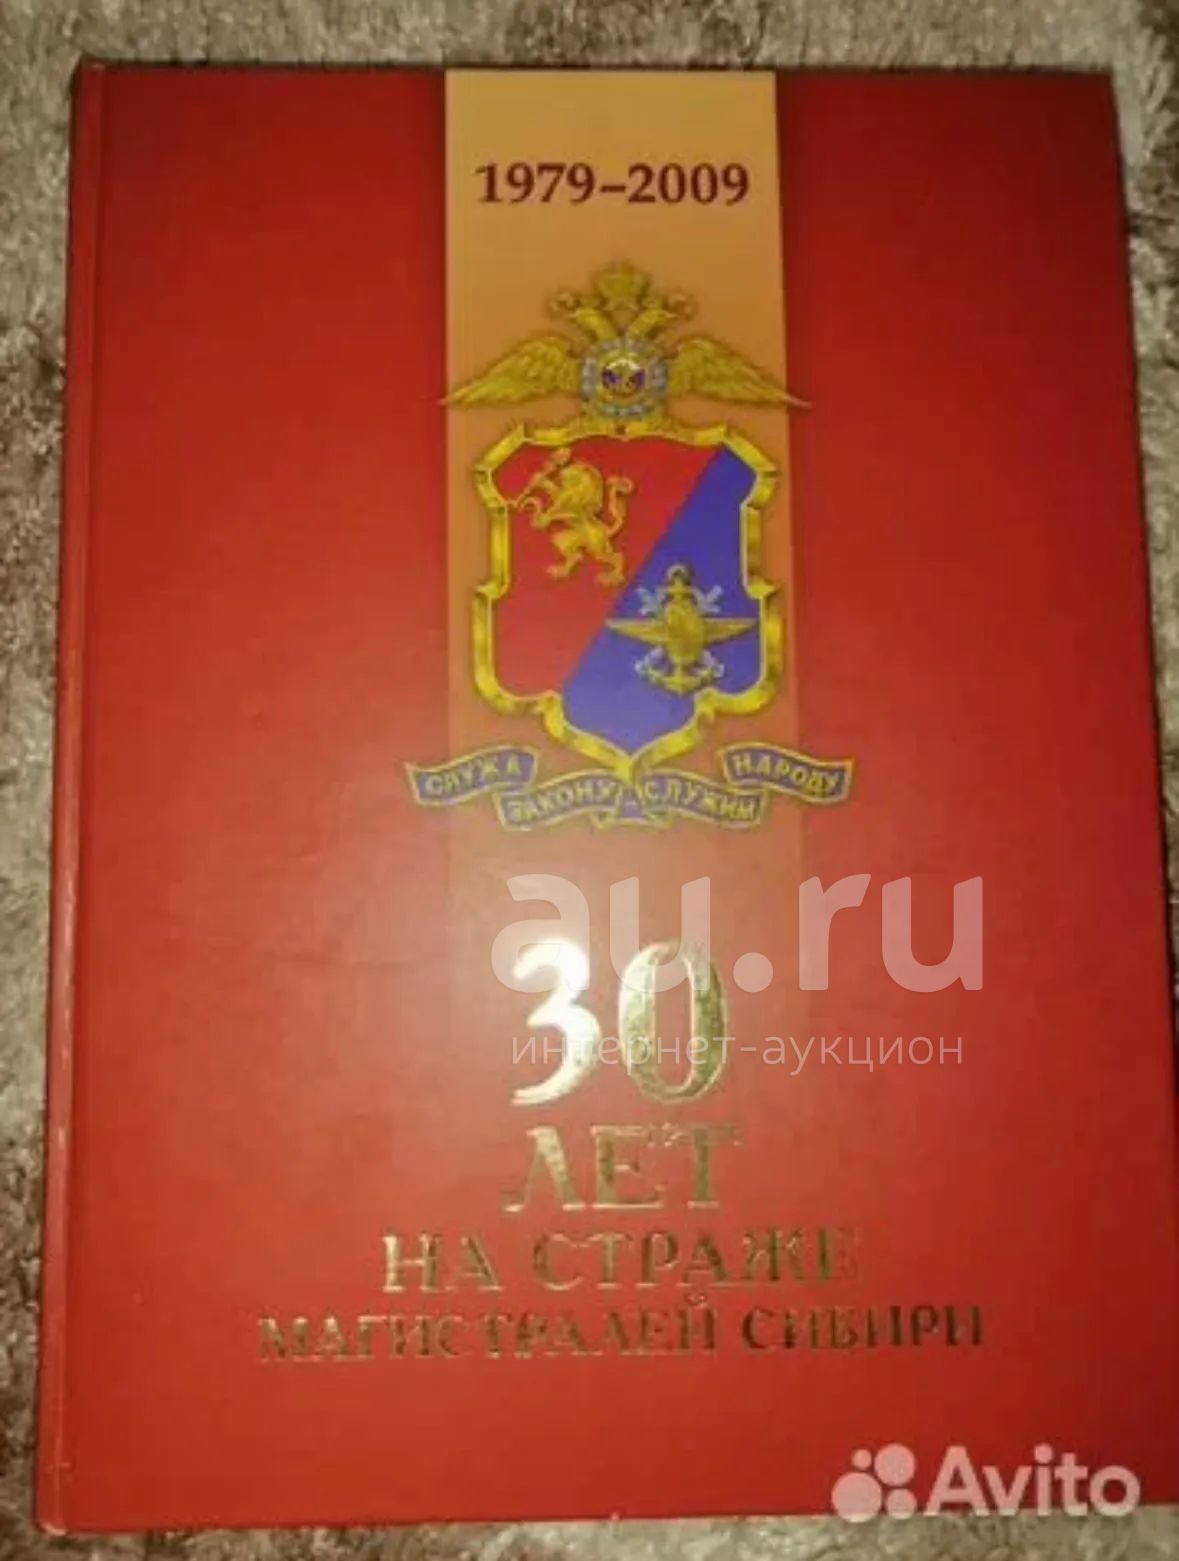 1979-2009
СЛУЖА ЗАКОНУ - СЛУЖИМ НАРОДУ
au.ru
интернет-аукцион
30
ЛЕТ
НА СТРАЖЕ
МАГИСТРАЛЕЙ СИБИРИ
Avito